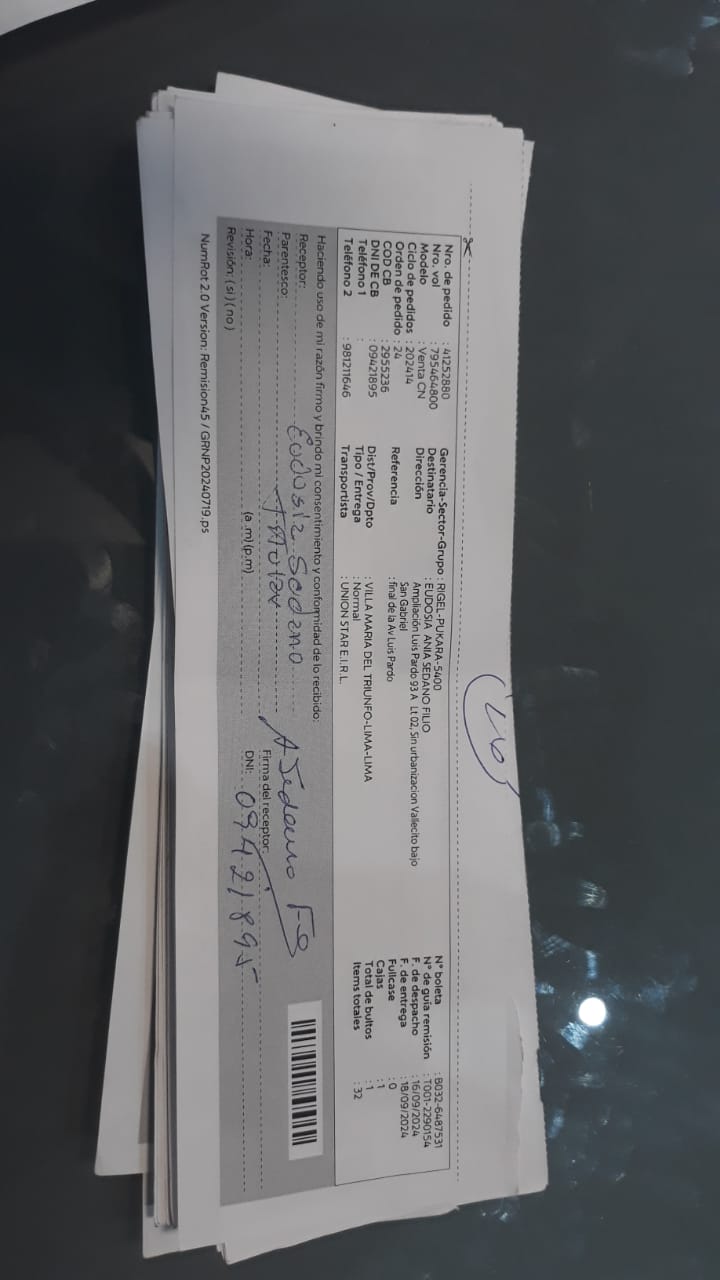 Nro. de pedido : 41252880
Nro. vol : 795464800
Modelo : Venta CN
Ciclo de pedidos : 202414
Orden de pedido : 24
COD CB : 2955236
DNI DE CB : 09421895
Teléfono 1 :
Teléfono 2 : 981211646
Gerencia-Sector-Grupo : RIGEL-PUKARA-5400
Destinatario : EUDOSIA ANIA SEDANO FILIO
Dirección Ampliación Luis Pardo 93 A Lt 02, Sin urbanizacion Vallecito bajo
San Gabriel
Referencia : final de la Av Luis Pardo
Dist/Prov/Dpto : VILLA MARIA DEL TRIUNFO-LIMA-LIMA
Tipo / Entrega : Normal
Transportista : UNION STAR E.I.R.L.
N° boleta : B032-6487531
N° de guía remisión : T001-2290154
F. de despacho : 16/09/2024
F. de entrega : 18/09/2024
Fullcase : 0
Cajas : 1
Total de bultos : 1
Items totales : 32
Haciendo uso de mi razón firmo y brindo mi consentimiento y conformidad de lo recibido:
Receptor: Eudosia Sedano
Parentesco: Titular
Fecha:
Hora: (a .m) (p.m)
Revisión: ( si ) ( no )
A Sedano F
Firma del receptor:
DNI: 09421895
NumRot 2.0 Version: Remision45 / GRNP20240719.ps